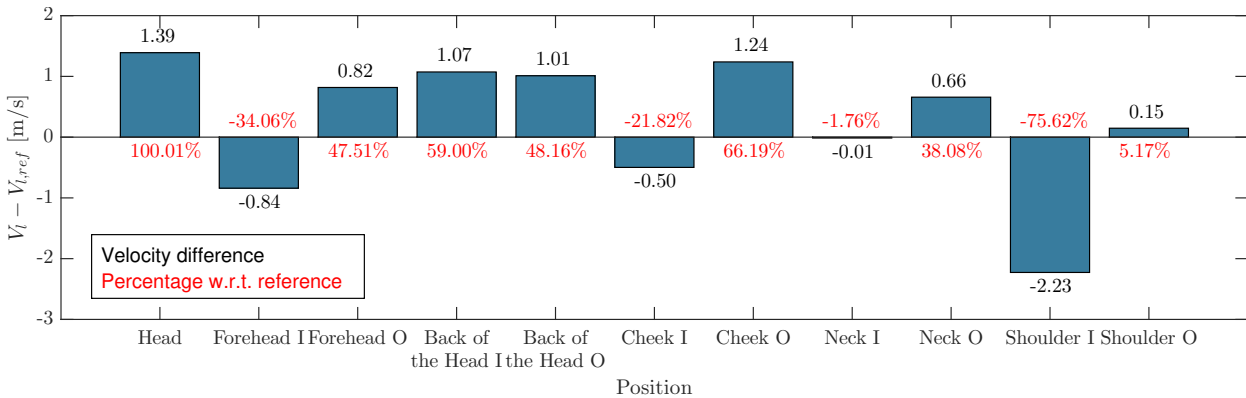 2
1.39
1.24
1.07
1.01
1
0.82
0.66
0.15
-34.06%
-21.82%
-1.76%
-75.62%
0
100.01%
47.51%
59.00%
48.16%
66.19%
-0.01
38.08%
5.17%
-0.50
-1
-0.84
Velocity difference
-2
Percentage w.r.t. reference
-2.23
-3
V_l − V_{l,ref} [m/s]
Head
Forehead I
Forehead O
Back of
the Head I
Back of
the Head O
Cheek I
Cheek O
Neck I
Neck O
Shoulder I
Shoulder O
Position